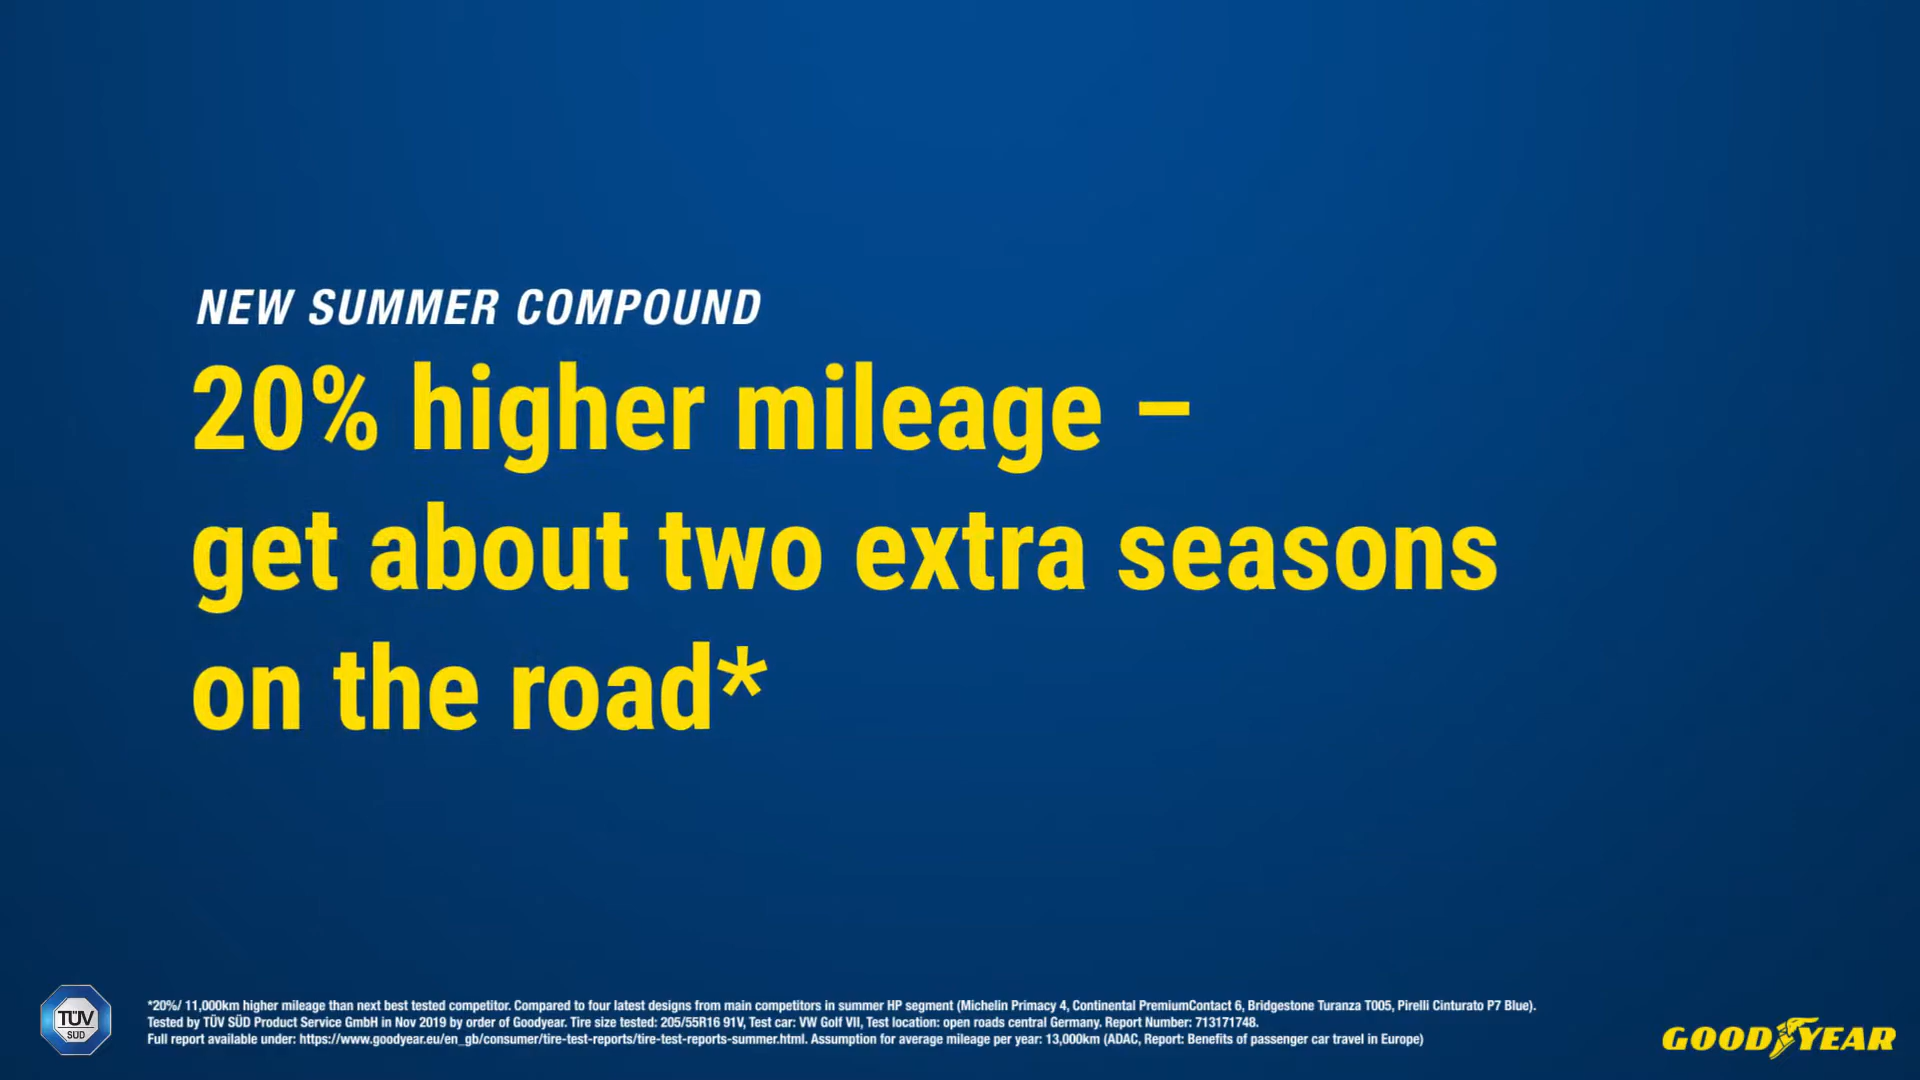 NEW SUMMER COMPOUND
20% higher mileage –
get about two extra seasons
on the road*
*20%/ 11,000km higher mileage than next best tested competitor. Compared to four latest designs from main competitors in summer HP segment (Michelin Primacy 4, Continental PremiumContact 6, Bridgestone Turanza T005, Pirelli Cinturato P7 Blue).
Tested by TÜV SÜD Product Service GmbH in Nov 2019 by order of Goodyear. Tire size tested: 205/55R16 91V, Test car: VW Golf VII, Test location: open roads central Germany. Report Number: 713171748.
Full report available under: https://www.goodyear.eu/en_gb/consumer/tire-test-reports/tire-test-reports-summer.html. Assumption for average mileage per year: 13,000km (ADAC, Report: Benefits of passenger car travel in Europe)
TÜV
SÜD
GOODYEAR